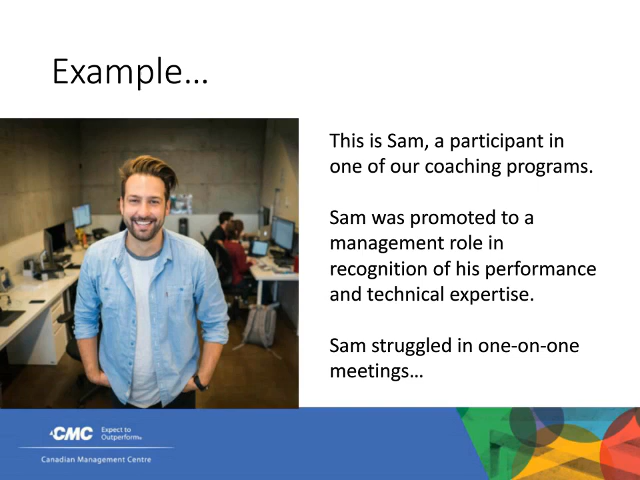 Example...
This is Sam, a participant in
one of our coaching programs.
Sam was promoted to a
management role in
recognition of his performance
and technical expertise.
Sam struggled in one-on-one
meetings...
CMC
Expect to
Outperform™
Canadian Management Centre